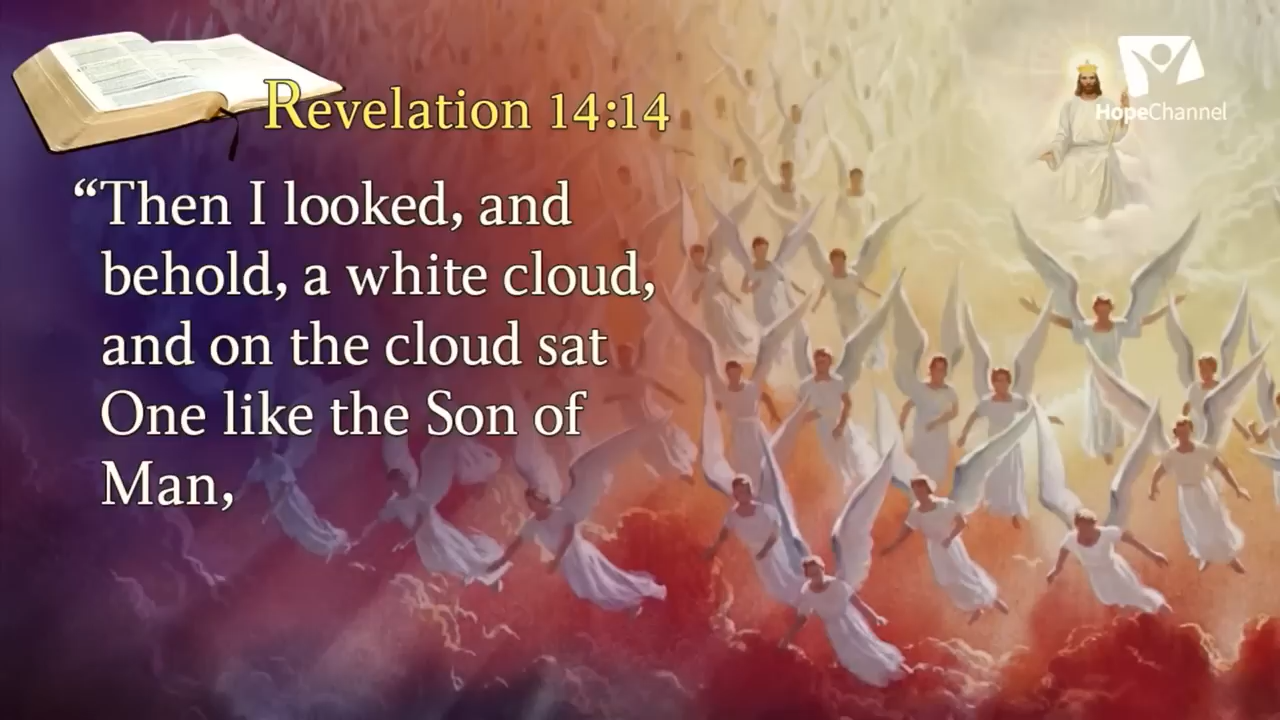 HopeChannel
Revelation 14:14
“Then I looked, and
behold, a white cloud,
and on the cloud sat
One like the Son of
Man,